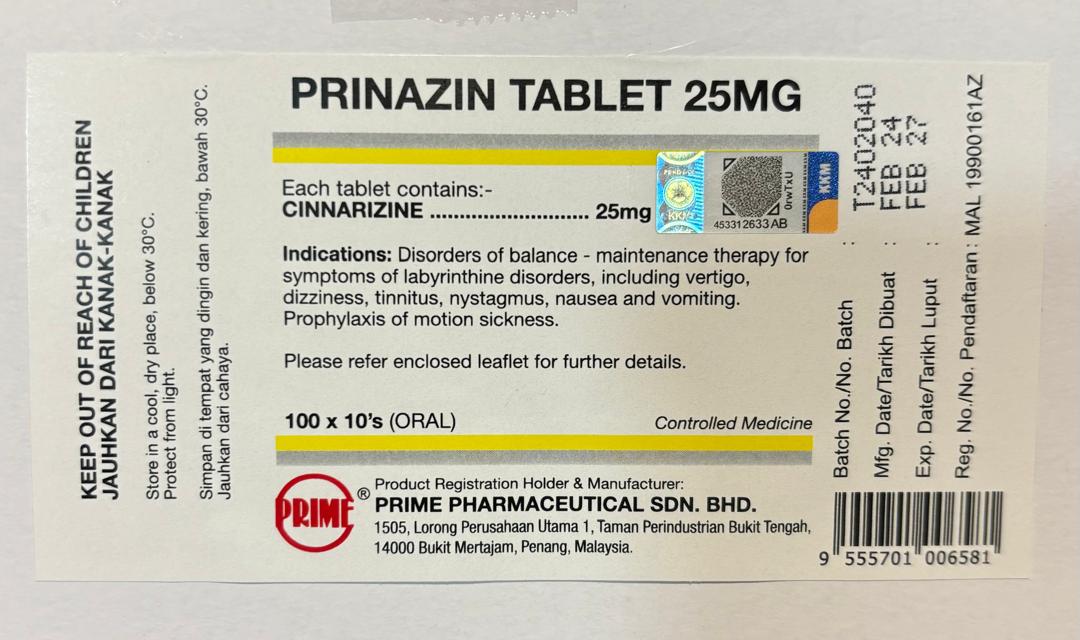 KEEP OUT OF REACH OF CHILDREN
JAUHKAN DARI KANAK-KANAK
Store in a cool, dry place, below 30°C.
Protect from light.
Simpan di tempat yang dingin dan kering, bawah 30°C.
Jauhkan dari cahaya.
PRINAZIN TABLET 25MG
Each tablet contains:-
CINNARIZINE ............................. 25mg
KKM
453312633 AB
0rwTxU
KKM
Indications: Disorders of balance - maintenance therapy for
symptoms of labyrinthine disorders, including vertigo,
dizziness, tinnitus, nystagmus, nausea and vomiting.
Prophylaxis of motion sickness.
Please refer enclosed leaflet for further details.
100 x 10's (ORAL) Controlled Medicine
PRIME ®
Product Registration Holder & Manufacturer:
PRIME PHARMACEUTICAL SDN. BHD.
1505, Lorong Perusahaan Utama 1, Taman Perindustrian Bukit Tengah,
14000 Bukit Mertajam, Penang, Malaysia.
Batch No./No. Batch : T2402040
Mfg. Date/Tarikh Dibuat : FEB 24
Exp. Date/Tarikh Luput : FEB 27
Reg. No./No. Pendaftaran : MAL 19900161AZ
9 555701 006581